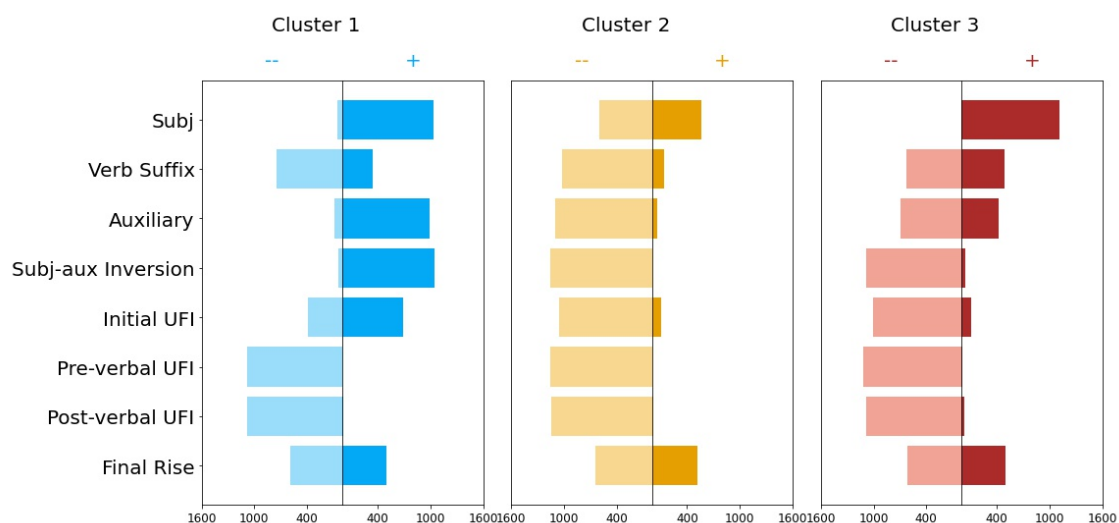 Cluster 1 Cluster 2 Cluster 3
-- + -- + -- +
Subj
Verb Suffix
Auxiliary
Subj-aux Inversion
Initial UFI
Pre-verbal UFI
Post-verbal UFI
Final Rise
1600 1000 400 400 1000 1600 1600 1000 400 400 1000 1600 1600 1000 400 400 1000 1600